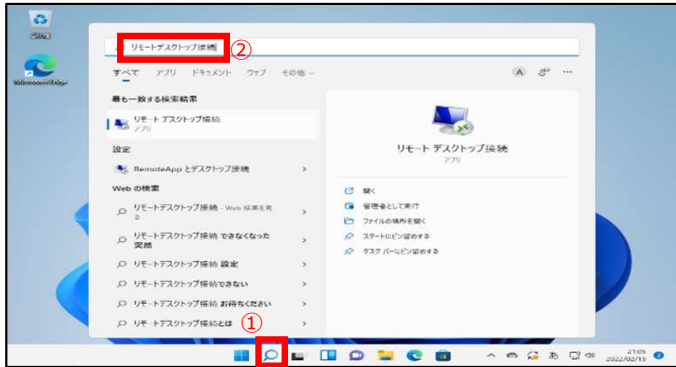 ごみ箱
Microsoft Edge
リモートデスクトップ接続
②
すべて アプリ ドキュメント ウェブ その他
A
最も一致する検索結果
リモート デスクトップ接続
アプリ
設定
RemoteApp とデスクトップ接続
Web の検索
リモートデスクトップ接続 - Web 結果を見る
リモートデスクトップ接続 できなくなった
突然
リモートデスクトップ接続 設定
リモートデスクトップ接続できない
リモートデスクトップ接続 お待ちください
リモートデスクトップ接続とは
リモート デスクトップ接続
アプリ
開く
管理者として実行
ファイルの場所を開く
スタートにピン留めする
タスク バーにピン留めする
①
あ
21:05
2022/02/15